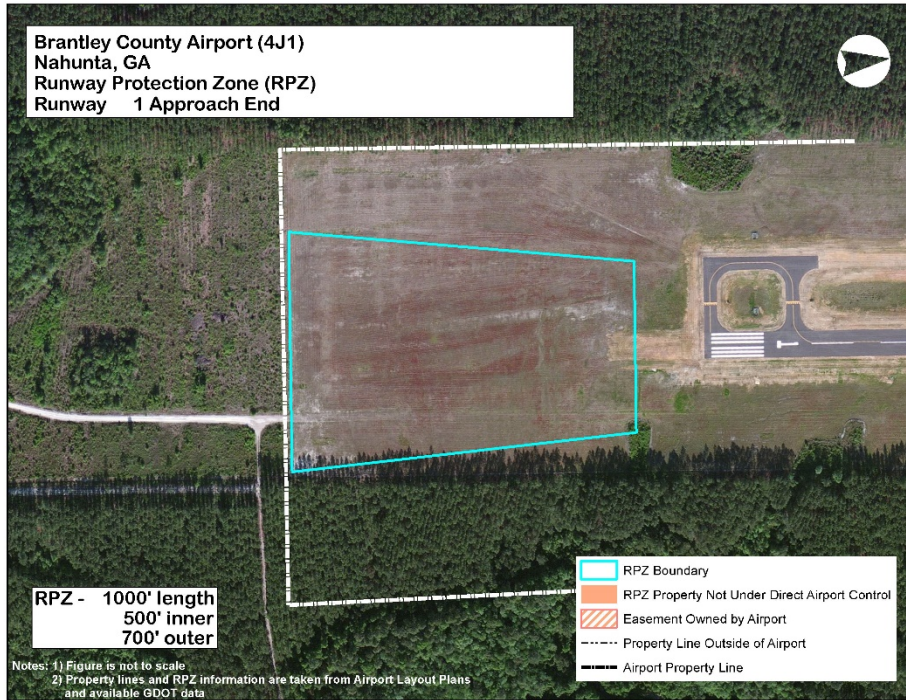 Brantley County Airport (4J1)
Nahunta, GA
Runway Protection Zone (RPZ)
Runway 1 Approach End
1
RPZ - 1000' length
500' inner
700' outer
RPZ Boundary
RPZ Property Not Under Direct Airport Control
Easement Owned by Airport
Property Line Outside of Airport
Airport Property Line
Notes: 1) Figure is not to scale
2) Property lines and RPZ information are taken from Airport Layout Plans
and available GDOT data